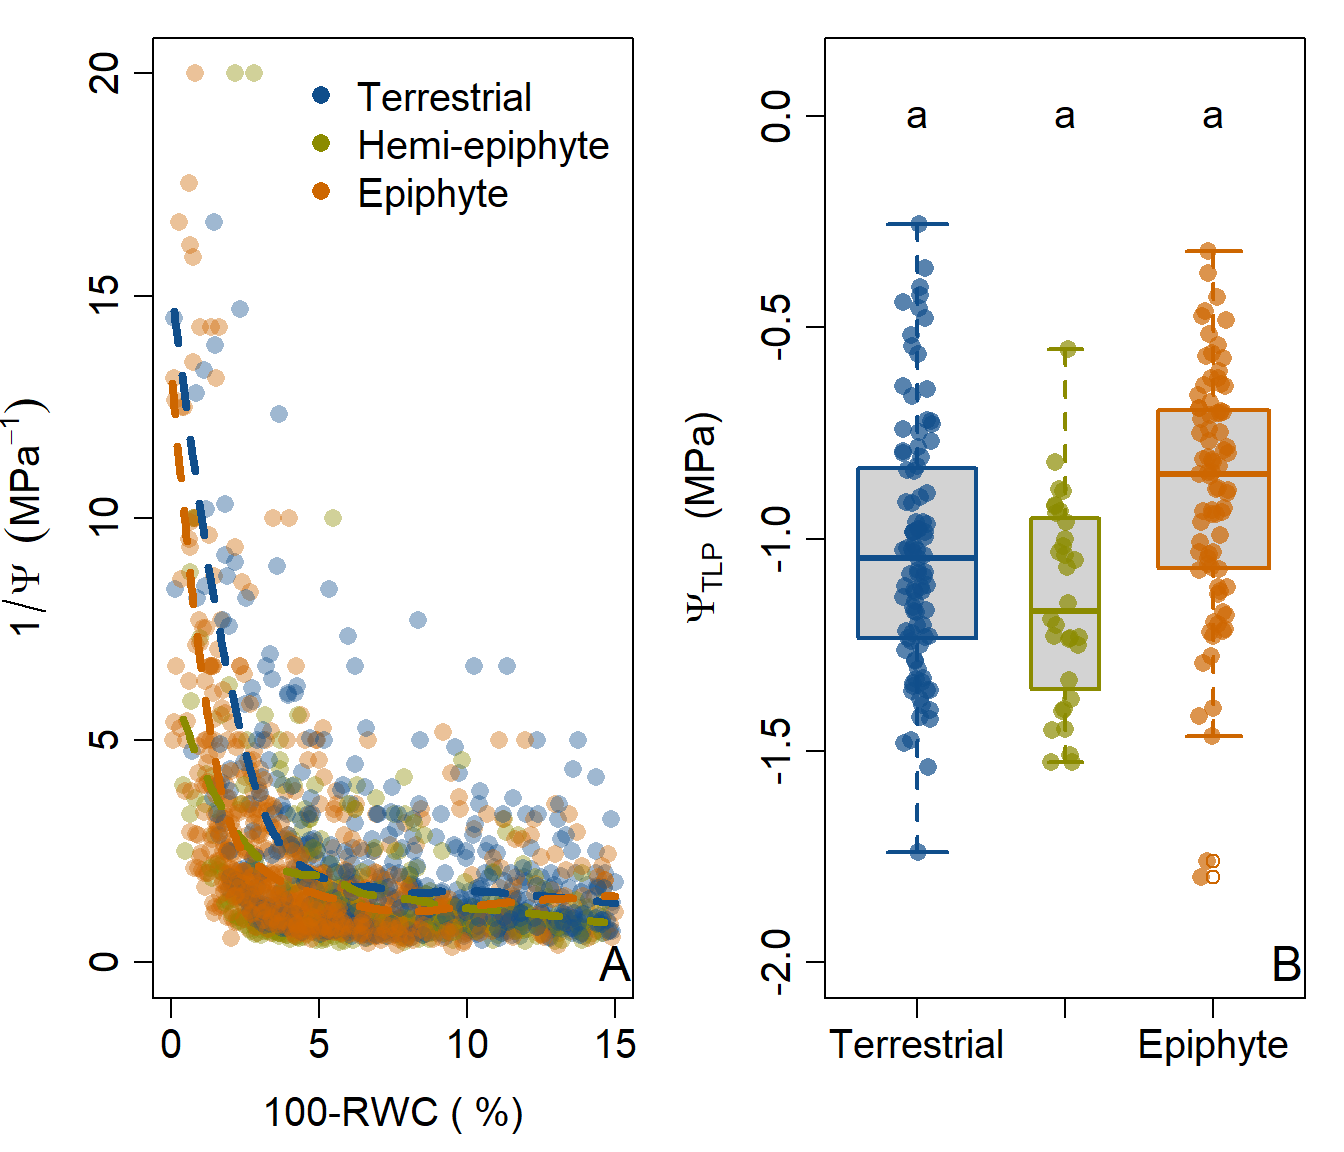 20
15
10
5
0
1/Ψ (MPa⁻¹)
Terrestrial
Hemi-epiphyte
Epiphyte
A
0 5 10 15
100-RWC ( %)
0.0
-0.5
-1.0
-1.5
-2.0
Ψ_TLP (MPa)
a a a
B
Terrestrial Epiphyte